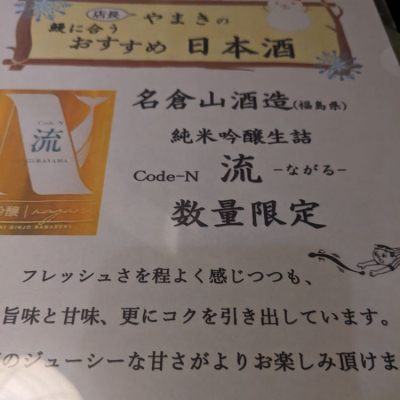 店長
やまきの
鰻に合う
おすすめ 日本酒
名倉山酒造(福島県)
純米吟醸生詰
Code-N 流 -ながる-
数量限定
Code-N
流
吟醸
フレッシュさを程よく感じつつも、
旨味と甘味、更にコクを引き出しています。
のジューシーな甘さがよりお楽しみ頂けま